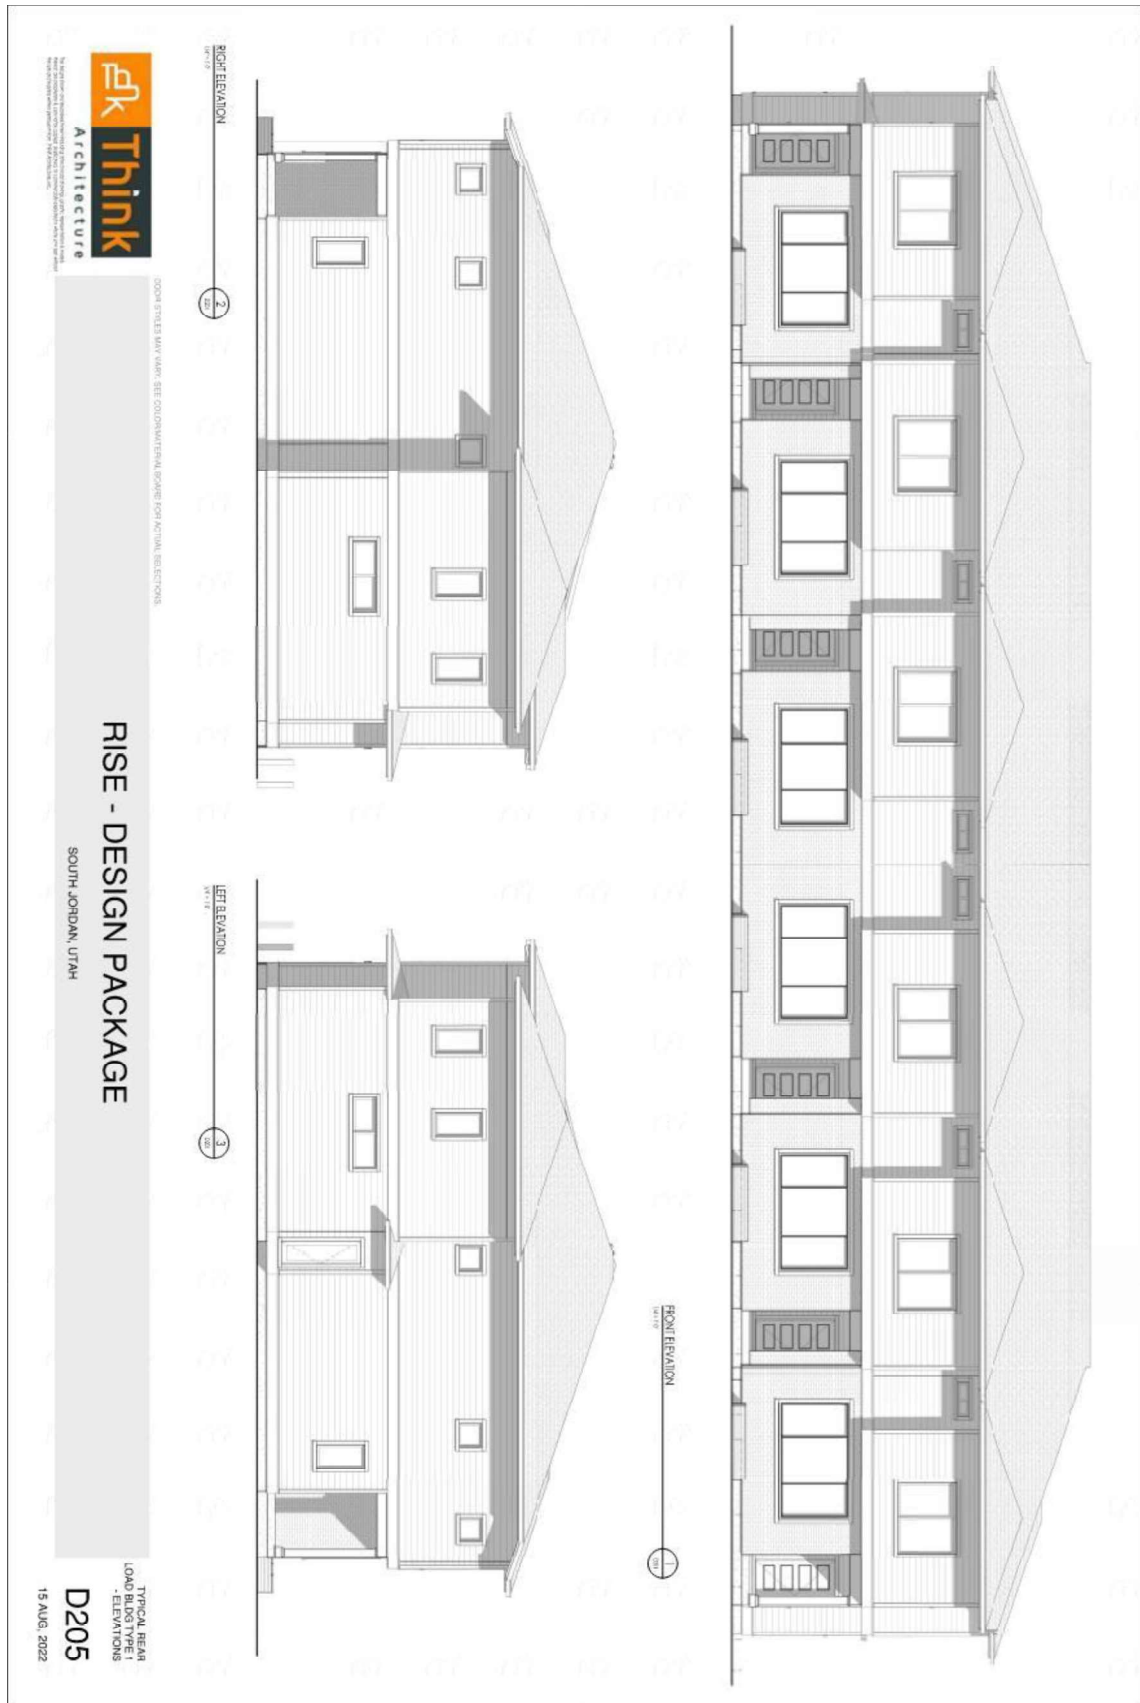 FRONT ELEVATION
1
RIGHT ELEVATION
2
LEFT ELEVATION
3
DOOR STYLES MAY VARY. SEE COLOR/MATERIAL BOARD FOR ACTUAL SELECTIONS.
Think
Architecture
RISE - DESIGN PACKAGE
SOUTH JORDAN, UTAH
TYPICAL REAR
LOAD BLDG TYPE 1
- ELEVATIONS
D205
15 AUG, 2022